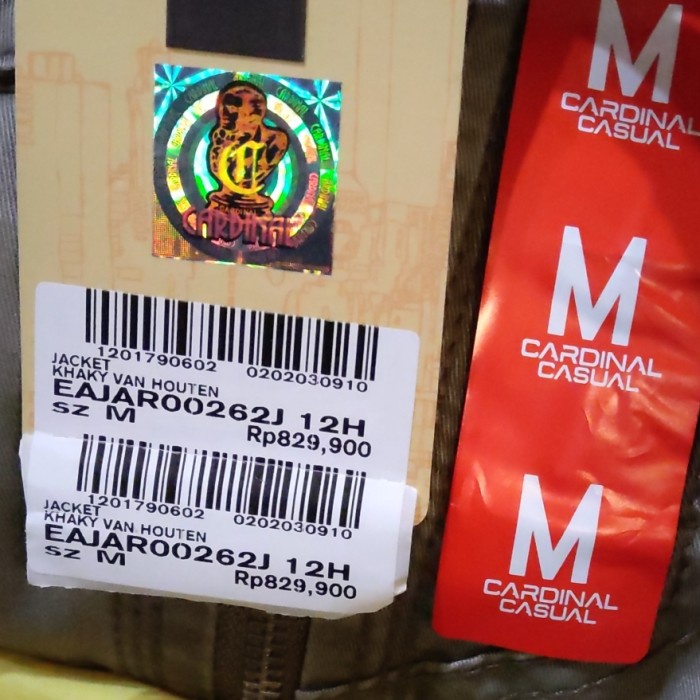 C
CARDINAL
1201790602 0202030910
JACKET
KHAKY VAN HOUTEN
EAJAR00262J 12H
SZ M
Rp829,900
1201790602 0202030910
JACKET
KHAKY VAN HOUTEN
EAJAR00262J 12H
SZ M
Rp829,900
M
CARDINAL
CASUAL
M
CARDINAL
CASUAL
M
CARDINAL
CASUAL